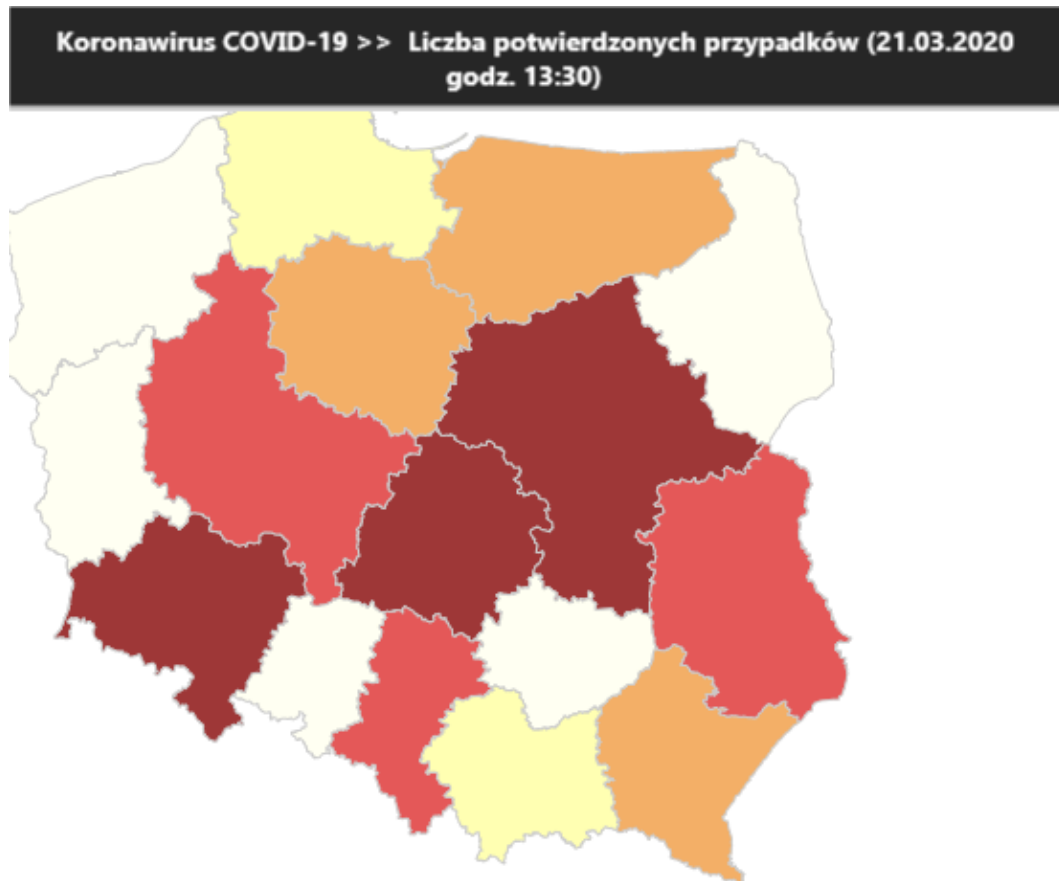 Koronawirus COVID-19 >> Liczba potwierdzonych przypadków (21.03.2020
godz. 13:30)